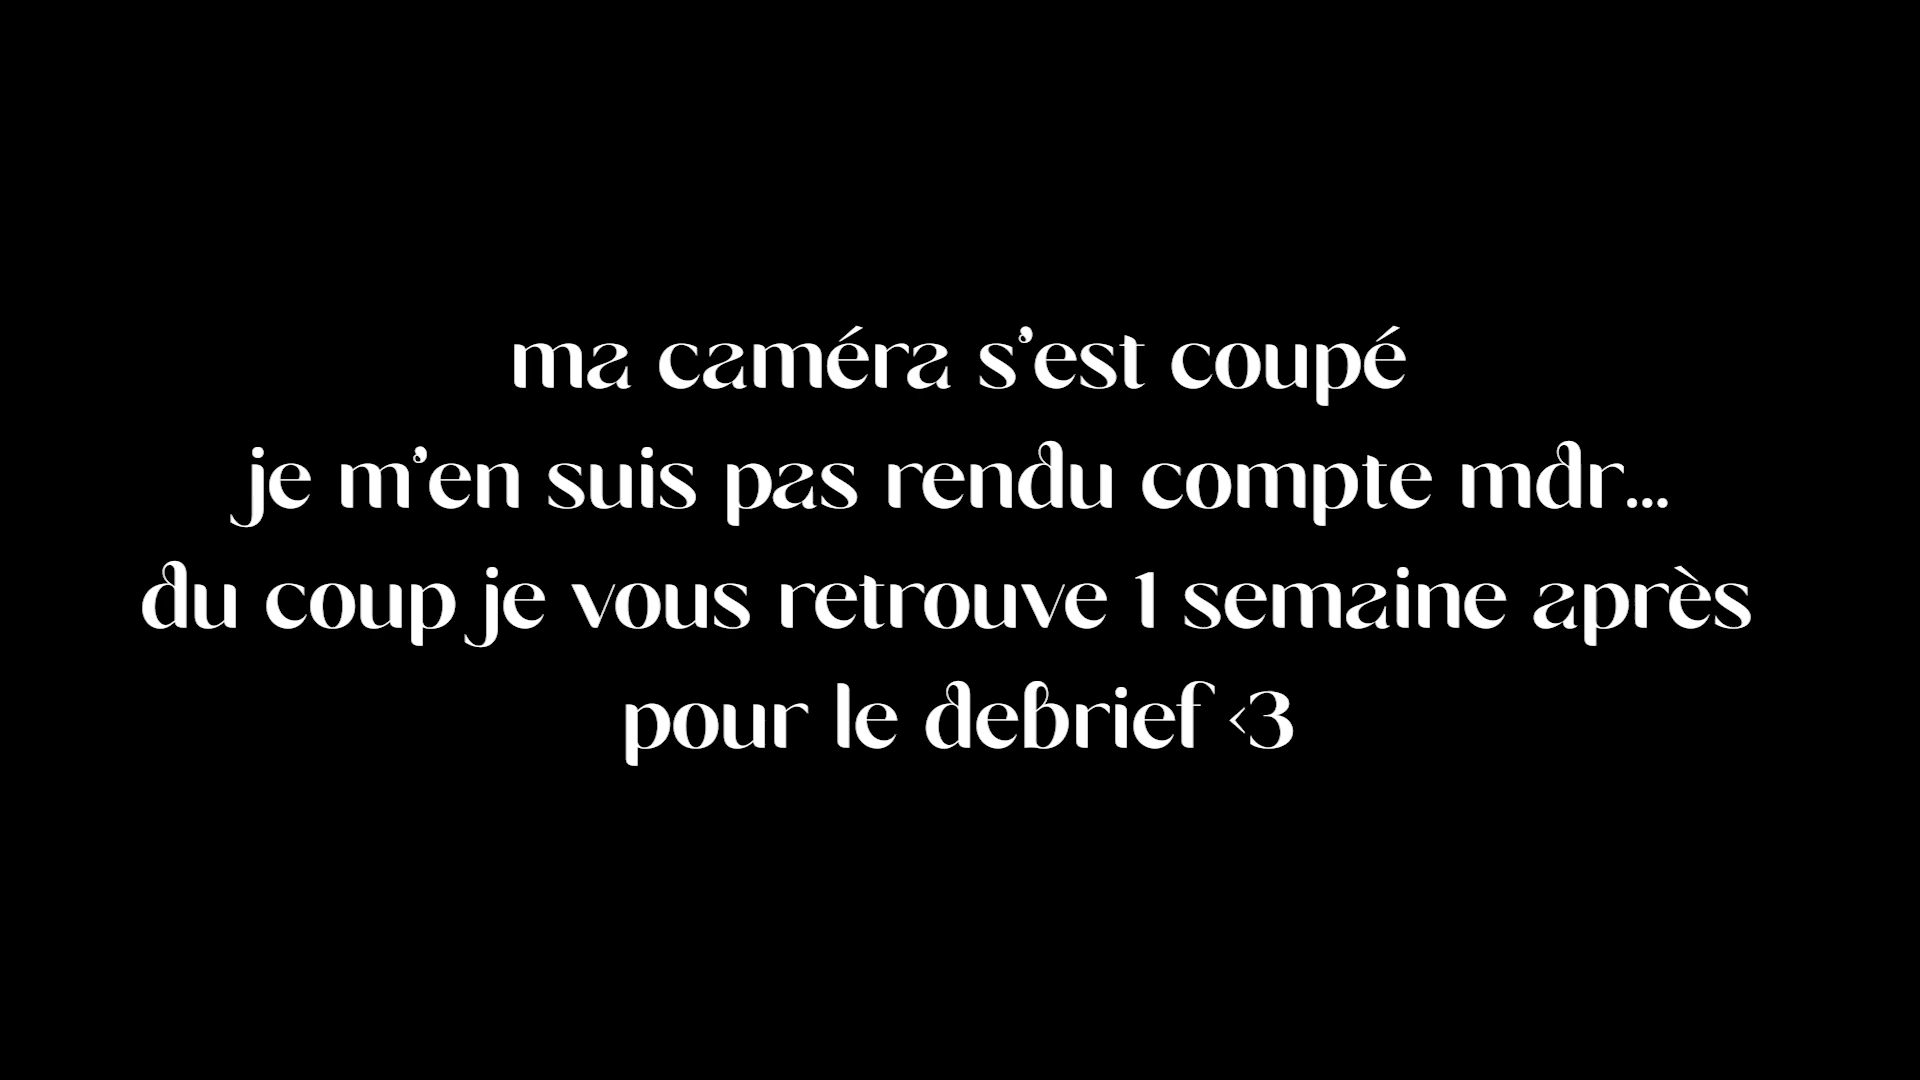 ma caméra s’est coupé
je m’en suis pas rendu compte mdr...
du coup je vous retrouve 1 semaine après
pour le debrief <3